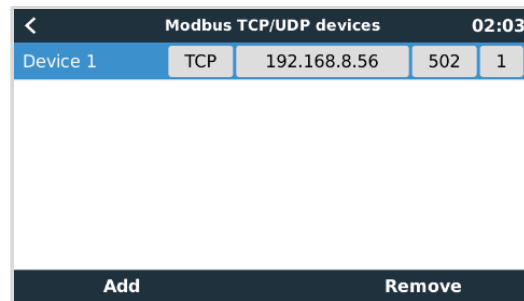 Modbus TCP/UDP devices 02:03
Device 1 TCP 192.168.8.56 502 1
Add Remove